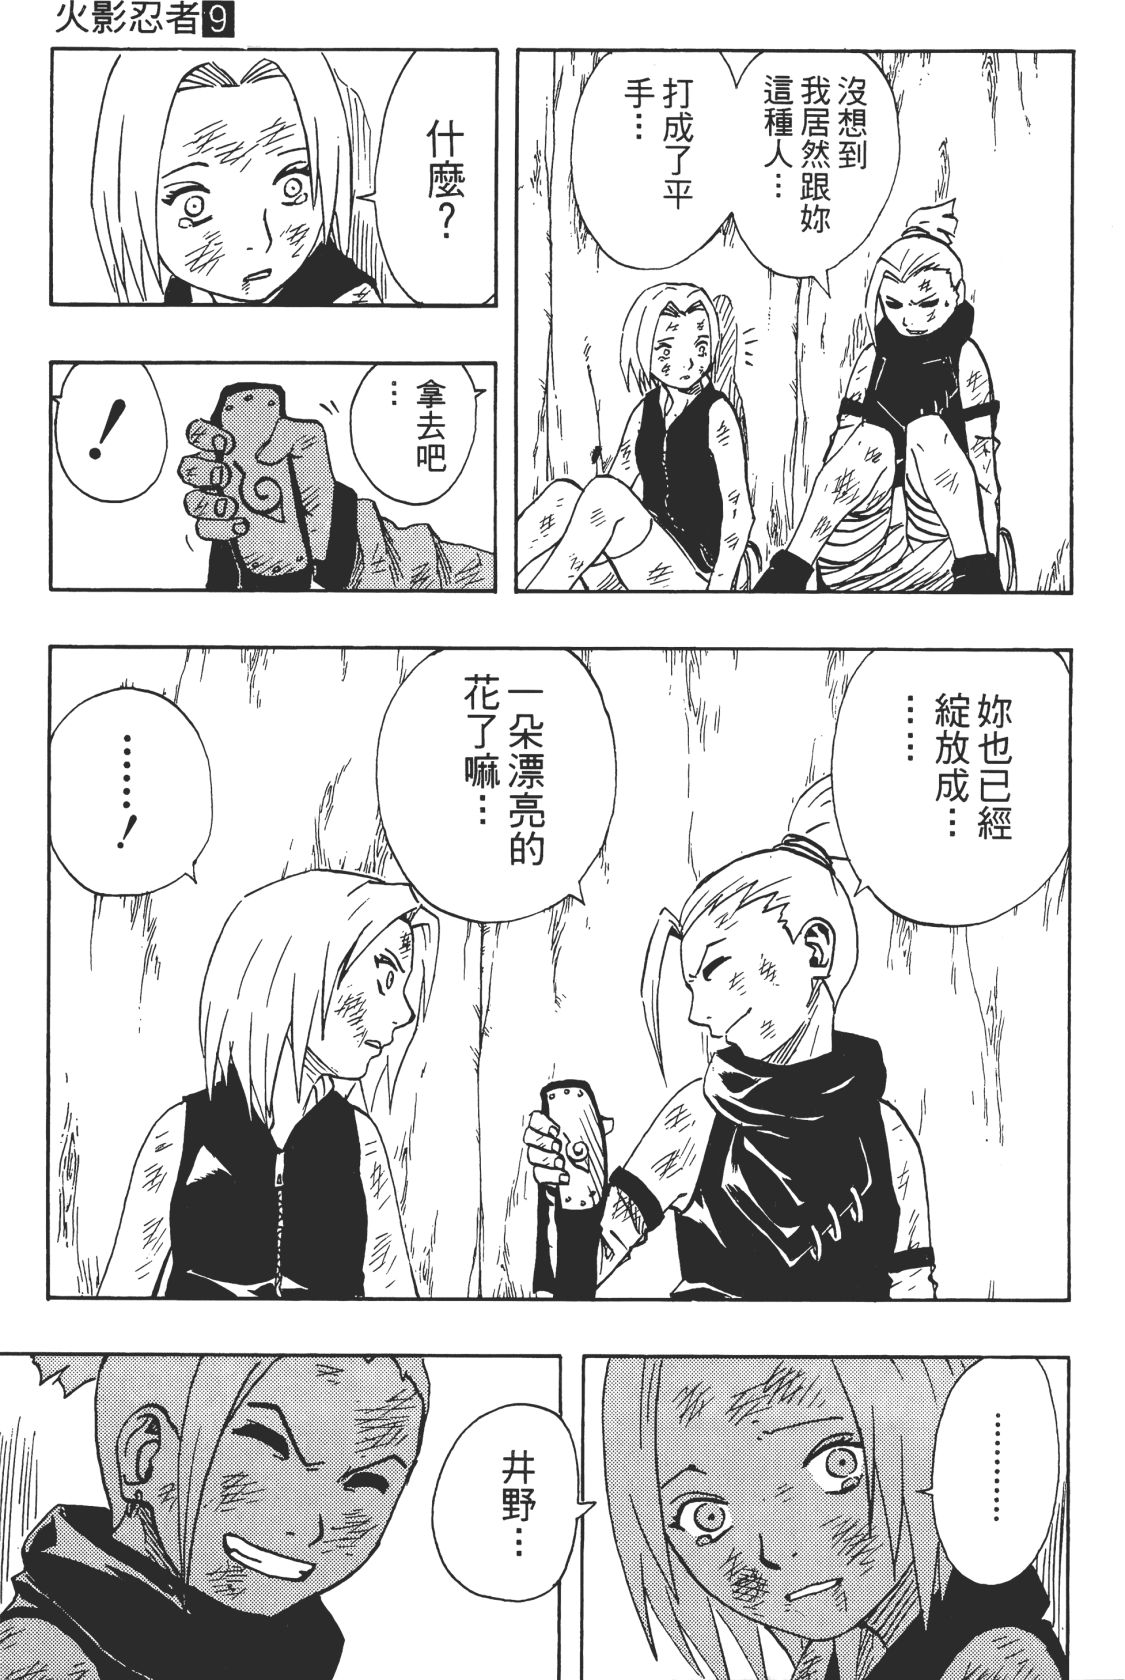 火影忍者9
沒想到
我居然跟妳
這種人…
打成了平
手…
什麼?
拿去吧
…
!
妳也已經
綻放成…
……
一朵漂亮的
花了嘛…
……!
………
井野…